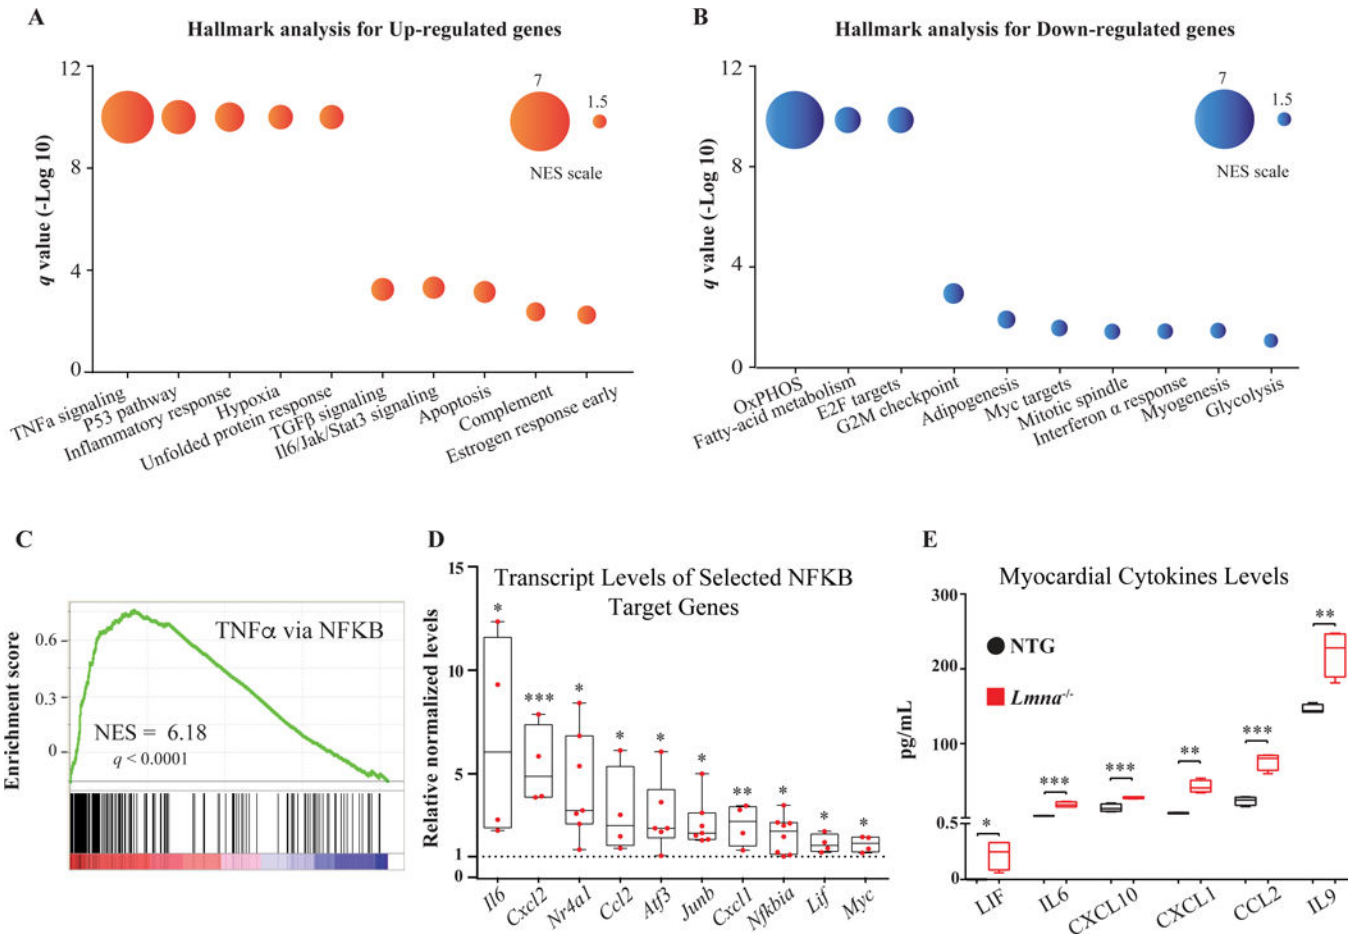 A
Hallmark analysis for Up-regulated genes
12
8
4
0
q value (-Log 10)
7
1.5
NES scale
TNFa signaling
P53 pathway
Inflammatory response
Hypoxia
Unfolded protein response
TGFβ signaling
Il6/Jak/Stat3 signaling
Apoptosis
Complement
Estrogen response early
B
Hallmark analysis for Down-regulated genes
12
8
4
0
q value (-Log 10)
7
1.5
NES scale
OxPHOS
Fatty-acid metabolism
E2F targets
G2M checkpoint
Adipogenesis
Myc targets
Mitotic spindle
Interferon α response
Myogenesis
Glycolysis
C
TNFα via NFKB
0.6
0.3
0
Enrichment score
NES = 6.18
q < 0.0001
D
Transcript Levels of Selected NFKB
Target Genes
15
10
5
1
0
Relative normalized levels
*
***
*
*
*
*
**
*
*
*
Il6
Cxcl2
Nr4a1
Ccl2
Atf3
Junb
Cxcl1
Nfkbia
Lif
Myc
E
Myocardial Cytokines Levels
300
200
100
0.5
0
pg/mL
NTG
Lmna-/-
*
***
***
**
***
**
LIF
IL6
CXCL10
CXCL1
CCL2
IL9